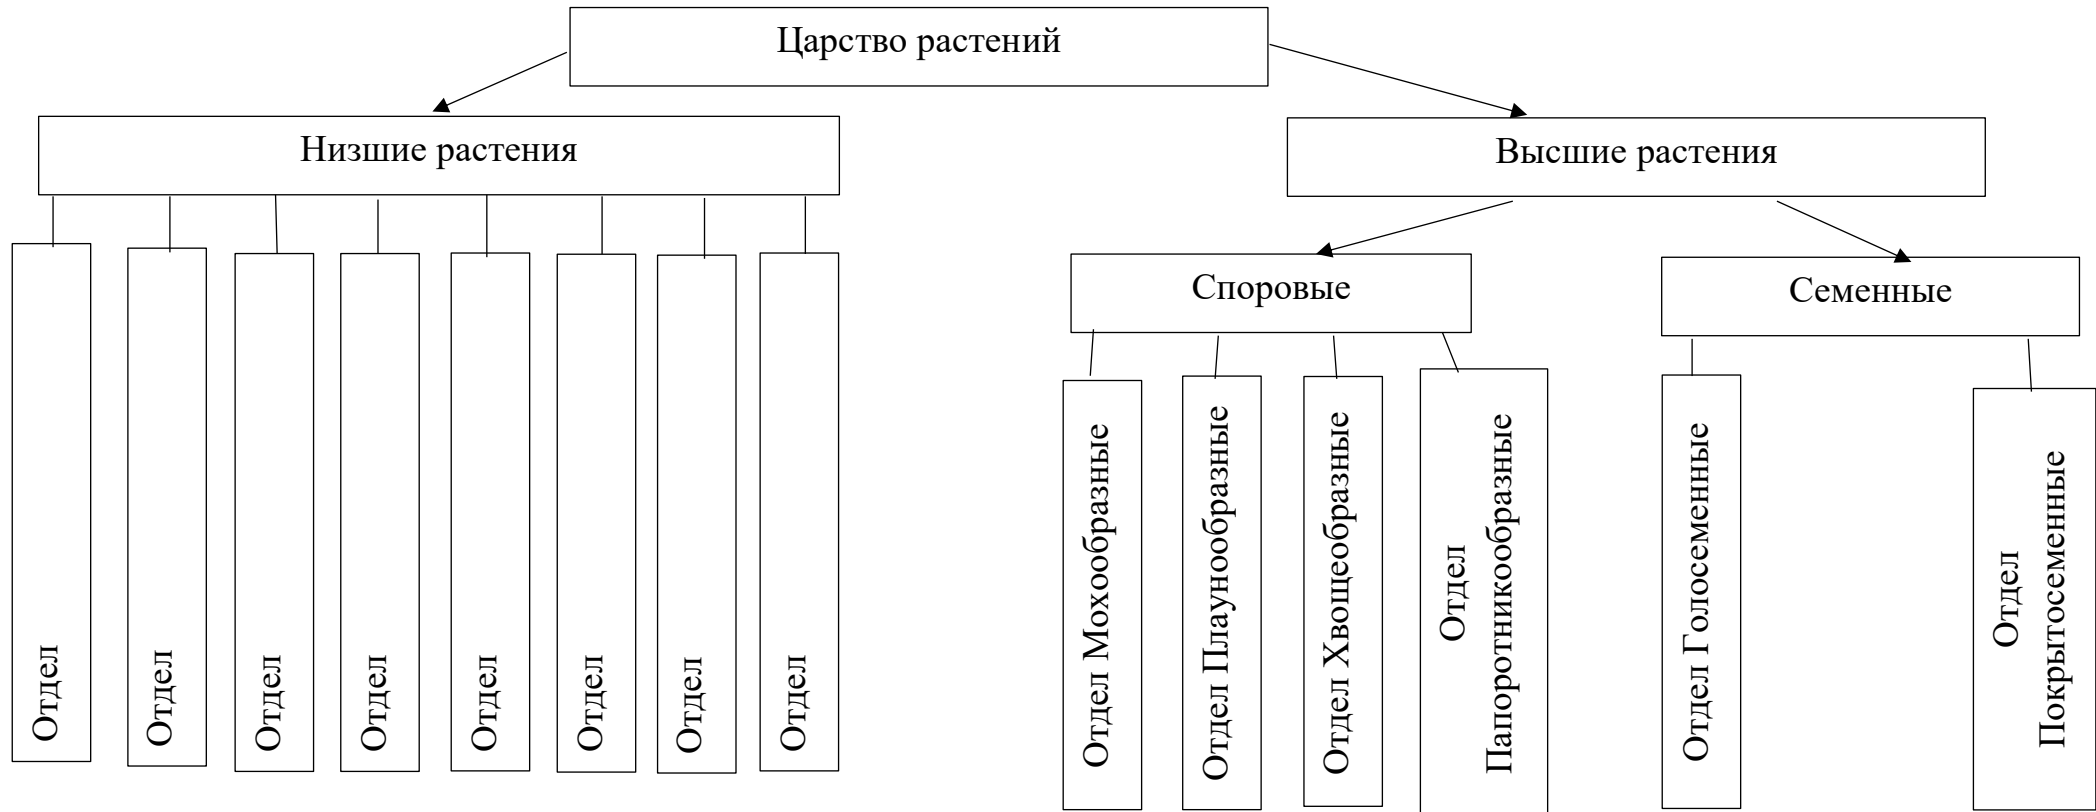 Царство растений
Низшие растения
Высшие растения
Споровые
Семенные
Отдел
Отдел
Отдел
Отдел
Отдел
Отдел
Отдел
Отдел
Отдел Мохообразные
Отдел Плаунообразные
Отдел Хвощеобразные
Отдел
Папоротникообразные
Отдел Голосеменные
Отдел
Покрытосеменные